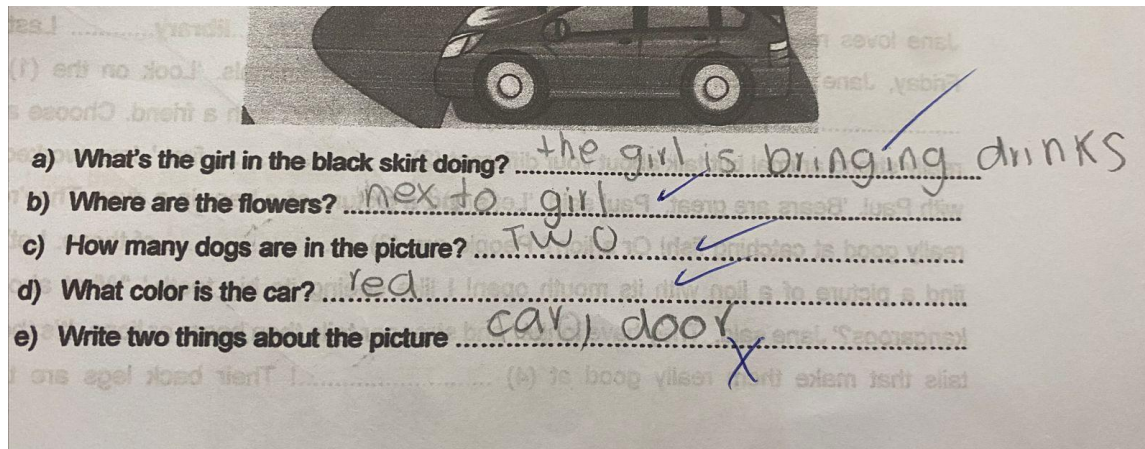 a) What's the girl in the black skirt doing? the girl is bringing drinks
b) Where are the flowers? nex to girl
c) How many dogs are in the picture? Two
d) What color is the car? red
e) Write two things about the picture car, door